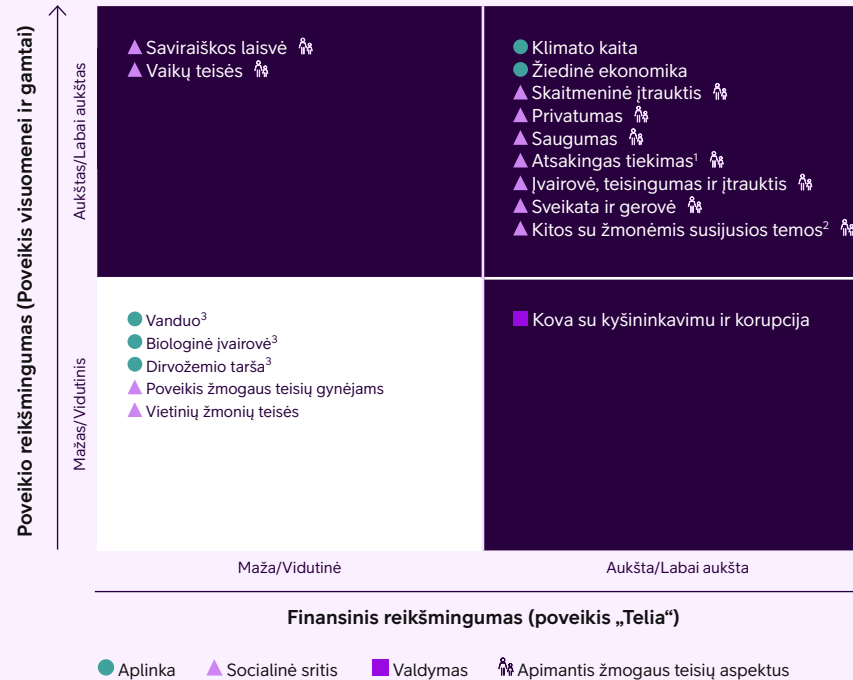 Poveikio reikšmingumas (Poveikis visuomenei ir gamtai)
Aukštas/Labai aukštas
Saviraiškos laisvė
Vaikų teisės
Klimato kaita
Žiedinė ekonomika
Skaitmeninė įtrauktis
Privatumas
Saugumas
Atsakingas tiekimas¹
Įvairovė, teisingumas ir įtrauktis
Sveikata ir gerovė
Kitos su žmonėmis susijusios temos²
Mažas/Vidutinis
Vanduo³
Biologinė įvairovė³
Dirvožemio tarša³
Poveikis žmogaus teisių gynėjams
Vietinių žmonių teisės
Kova su kyšininkavimu ir korupcija
Maža/Vidutinė
Aukšta/Labai aukšta
Finansinis reikšmingumas (poveikis „Telia“)
Aplinka
Socialinė sritis
Valdymas
Apimantis žmogaus teisių aspektus